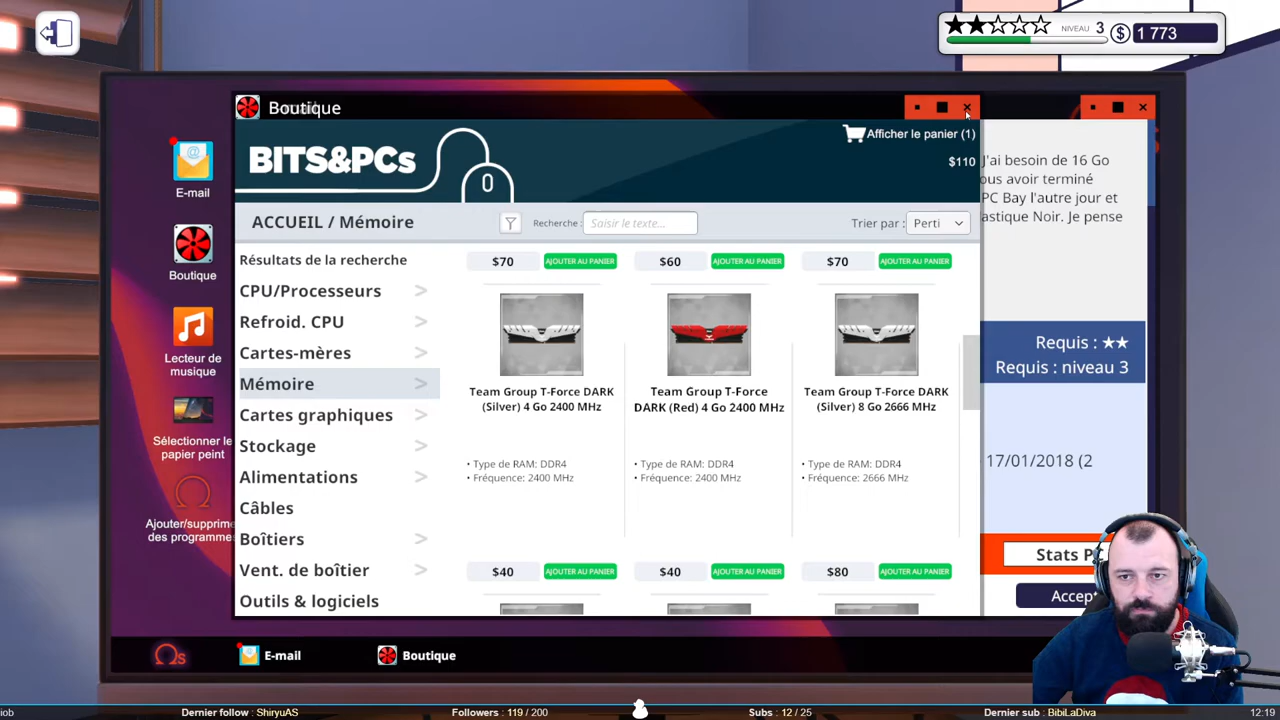 NIVEAU 3
$ 1 773
Boutique
Afficher le panier (1)
BITS&PCs
0
$110
ACCUEIL / Mémoire
Recherche :
Saisir le texte...
Trier par :
Perti
E-mail
Boutique
Lecteur de
musique
Sélectionner le
papier peint
Ajouter/supprime
des programme
Résultats de la recherche
CPU/Processeurs >
Refroid. CPU >
Cartes-mères >
Mémoire >
Cartes graphiques >
Stockage >
Alimentations >
Câbles
Boîtiers >
Vent. de boîtier >
Outils & logiciels
$70 AJOUTER AU PANIER
$60 AJOUTER AU PANIER
$70 AJOUTER AU PANIER
Team Group T-Force DARK
(Silver) 4 Go 2400 MHz
• Type de RAM: DDR4
• Fréquence: 2400 MHz
$40 AJOUTER AU PANIER
Team Group T-Force
DARK (Red) 4 Go 2400 MHz
• Type de RAM: DDR4
• Fréquence: 2400 MHz
$40 AJOUTER AU PANIER
Team Group T-Force DARK
(Silver) 8 Go 2666 MHz
• Type de RAM: DDR4
• Fréquence: 2666 MHz
$80 AJOUTER AU PANIER
J'ai besoin de 16 Go
ous avoir terminé
PC Bay l'autre jour et
astique Noir. Je pense
Requis : ★★
Requis : niveau 3
17/01/2018 (2
Stats PC
Accept
Ωs
E-mail
Boutique
iob
Dernier follow : ShiryuAS
Followers : 119 / 200
Subs : 12 / 25
Dernier sub : BibiLaDiva
12:19